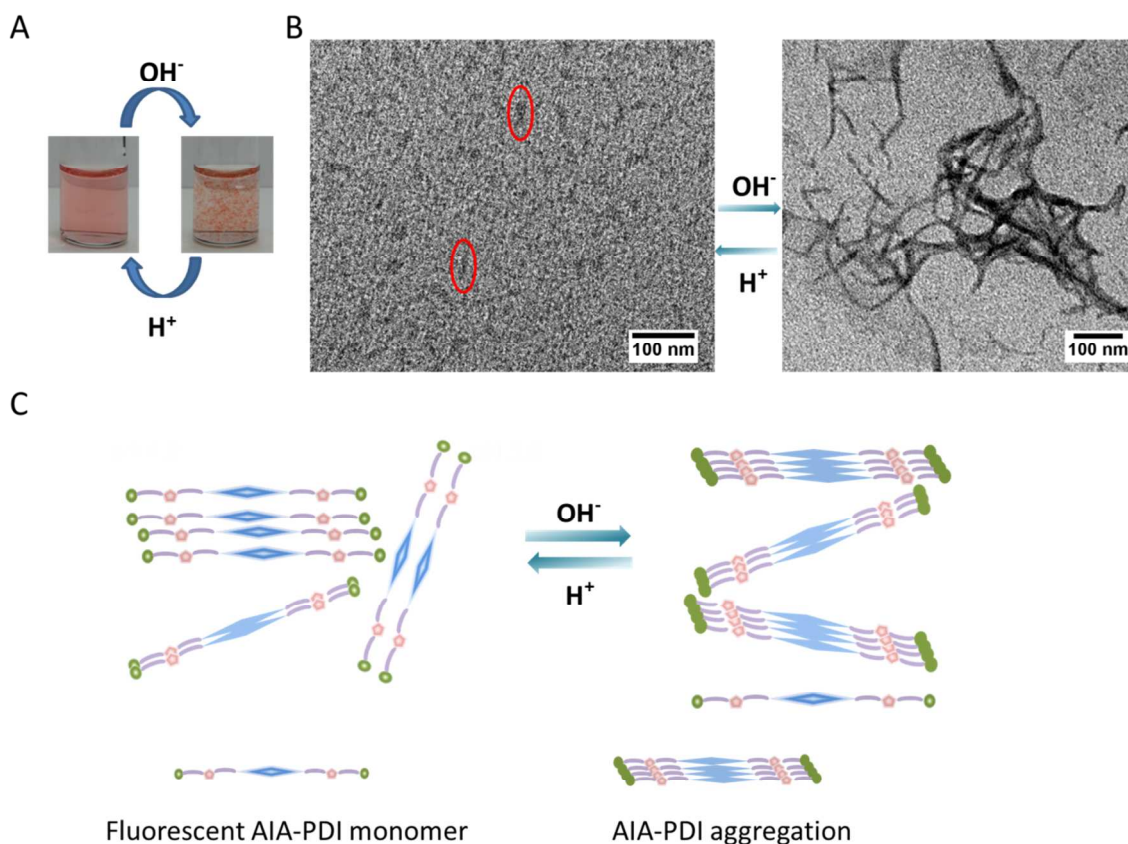 A
OH⁻
H⁺
B
OH⁻
H⁺
100 nm
100 nm
C
OH⁻
H⁺
Fluorescent AIA-PDI monomer
AIA-PDI aggregation